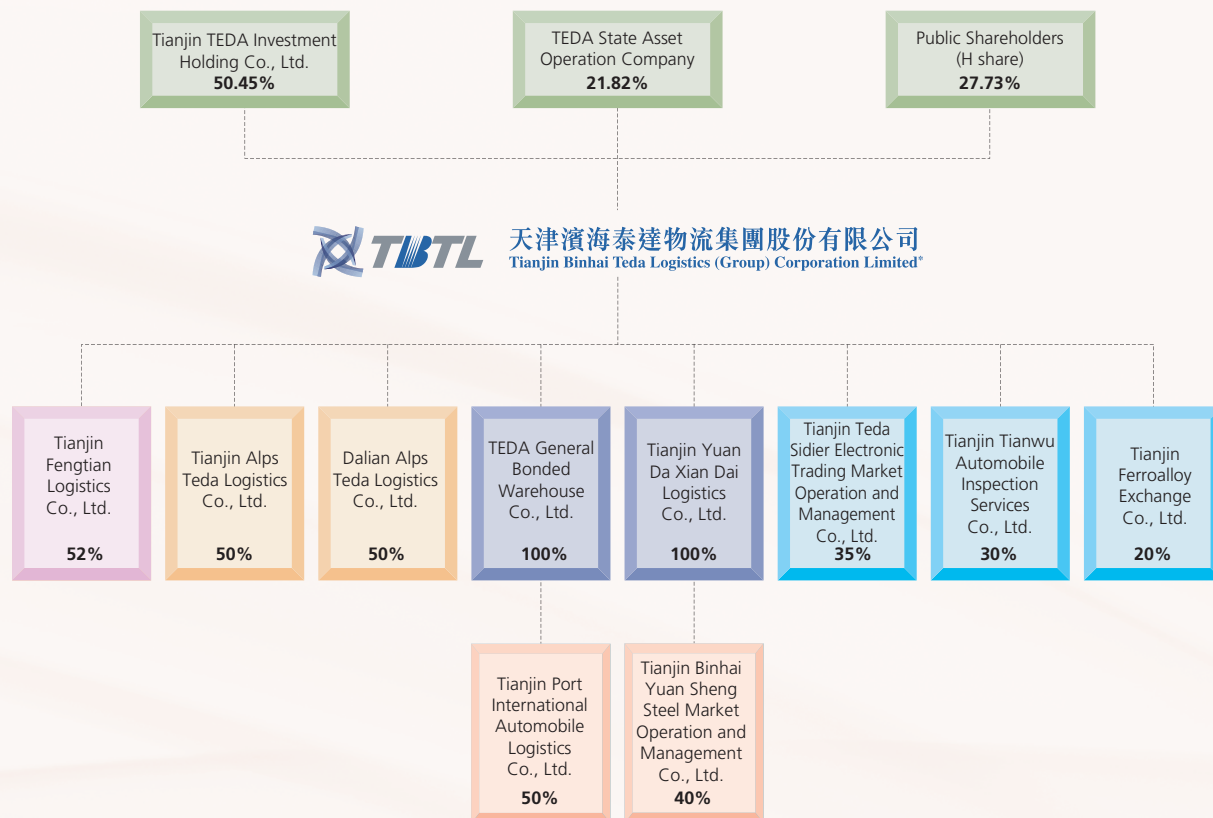 Tianjin TEDA Investment
Holding Co., Ltd.
50.45%
TEDA State Asset
Operation Company
21.82%
Public Shareholders
(H share)
27.73%
TBTL
天津濱海泰達物流集團股份有限公司
Tianjin Binhai Teda Logistics (Group) Corporation Limited*
Tianjin
Fengtian
Logistics
Co., Ltd.
52%
Tianjin Alps
Teda Logistics
Co., Ltd.
50%
Dalian Alps
Teda Logistics
Co., Ltd.
50%
TEDA General
Bonded
Warehouse
Co., Ltd.
100%
Tianjin Yuan
Da Xian Dai
Logistics
Co., Ltd.
100%
Tianjin Teda
Sidier Electronic
Trading Market
Operation and
Management
Co., Ltd.
35%
Tianjin Tianwu
Automobile
Inspection
Services
Co., Ltd.
30%
Tianjin
Ferroalloy
Exchange
Co., Ltd.
20%
Tianjin Port
International
Automobile
Logistics
Co., Ltd.
50%
Tianjin Binhai
Yuan Sheng
Steel Market
Operation and
Management
Co., Ltd.
40%